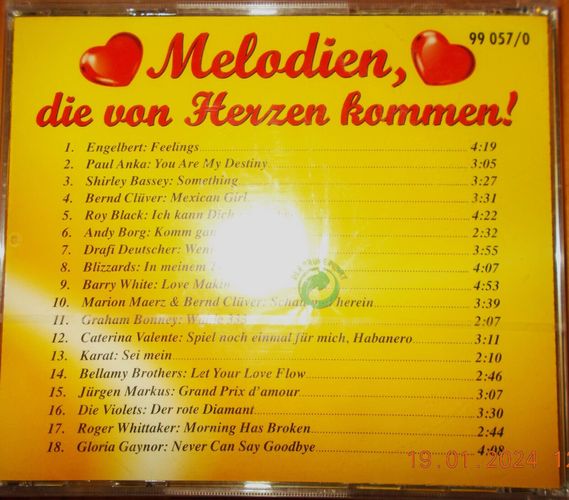 99 057/0
Melodien,
die von Herzen kommen!
1. Engelbert: Feelings 4:19
2. Paul Anka: You Are My Destiny 3:05
3. Shirley Bassey: Something 3:27
4. Bernd Clüver: Mexican Girl 3:31
5. Roy Black: Ich kann Dich 4:22
6. Andy Borg: Komm 2:32
7. Drafi Deutscher: 3:55
8. Blizzards: In meinem 4:07
9. Barry White: Love 4:53
10. Marion Maerz & Bernd Clüver: herein 3:39
11. Graham Bonney: 2:07
12. Caterina Valente: Spiel noch einmal für mich, Habanero 3:11
13. Karat: Sei mein 2:10
14. Bellamy Brothers: Let Your Love Flow 2:46
15. Jürgen Markus: Grand Prix d'amour 3:07
16. Die Violets: Der rote Diamant 3:30
17. Roger Whittaker: Morning Has Broken 2:44
18. Gloria Gaynor: Never Can Say Goodbye 4:08
DER GRÜNE PUNKT
19.01.2024